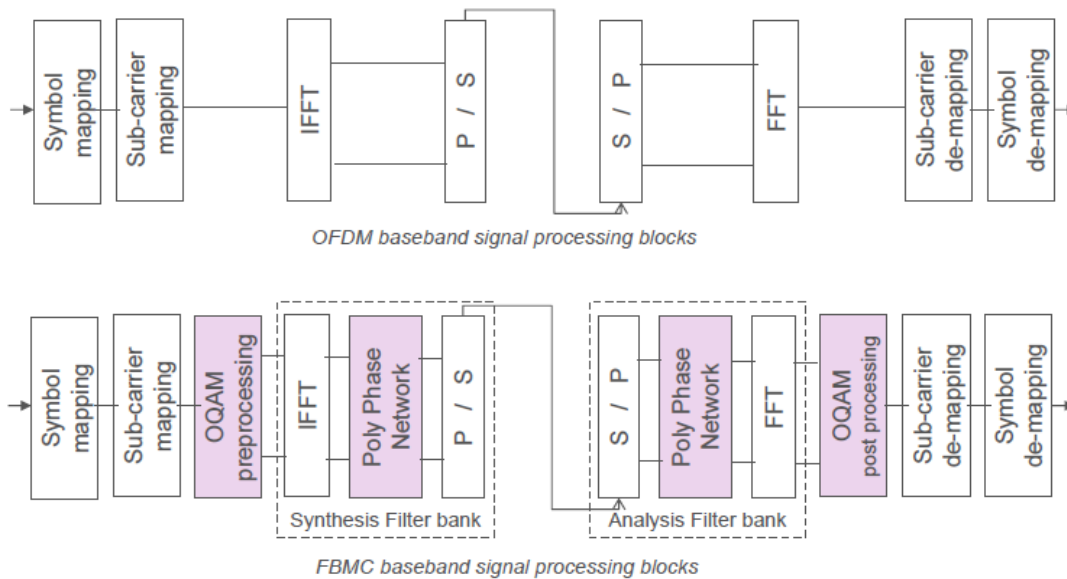 Symbol
mapping
Sub-carrier
mapping
IFFT
P / S
S / P
FFT
Sub-carrier
de-mapping
Symbol
de-mapping
OFDM baseband signal processing blocks
Symbol
mapping
Sub-carrier
mapping
OQAM
preprocessing
IFFT
Poly Phase
Network
P / S
S / P
Poly Phase
Network
FFT
OQAM
post processing
Sub-carrier
de-mapping
Symbol
de-mapping
Synthesis Filter bank
Analysis Filter bank
FBMC baseband signal processing blocks